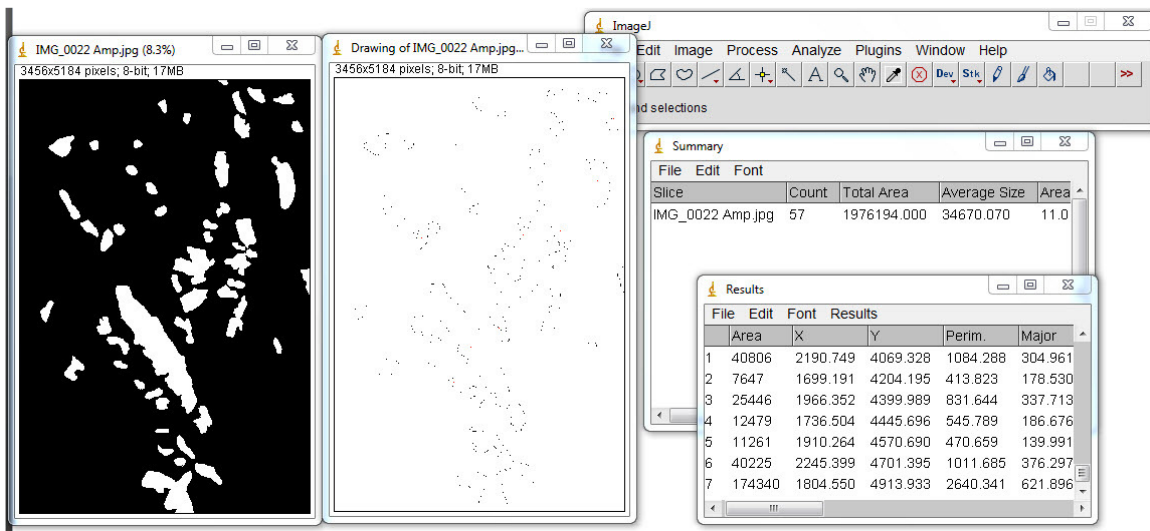 IMG_0022 Amp.jpg (8.3%)
3456x5184 pixels; 8-bit; 17MB
Drawing of IMG_0022 Amp.jpg...
3456x5184 pixels; 8-bit; 17MB
ImageJ
Edit Image Process Analyze Plugins Window Help
A Dev Stk >>
selections
Summary
File Edit Font
Slice Count Total Area Average Size Area
IMG_0022 Amp.jpg 57 1976194.000 34670.070 11.0
Results
File Edit Font Results
Area X Y Perim. Major
1 40806 2190.749 4069.328 1084.288 304.961
2 7647 1699.191 4204.195 413.823 178.530
3 25446 1966.352 4399.989 831.644 337.713
4 12479 1736.504 4445.696 545.789 186.676
5 11261 1910.264 4570.690 470.659 139.991
6 40225 2245.399 4701.395 1011.685 376.297
7 174340 1804.550 4913.933 2640.341 621.896